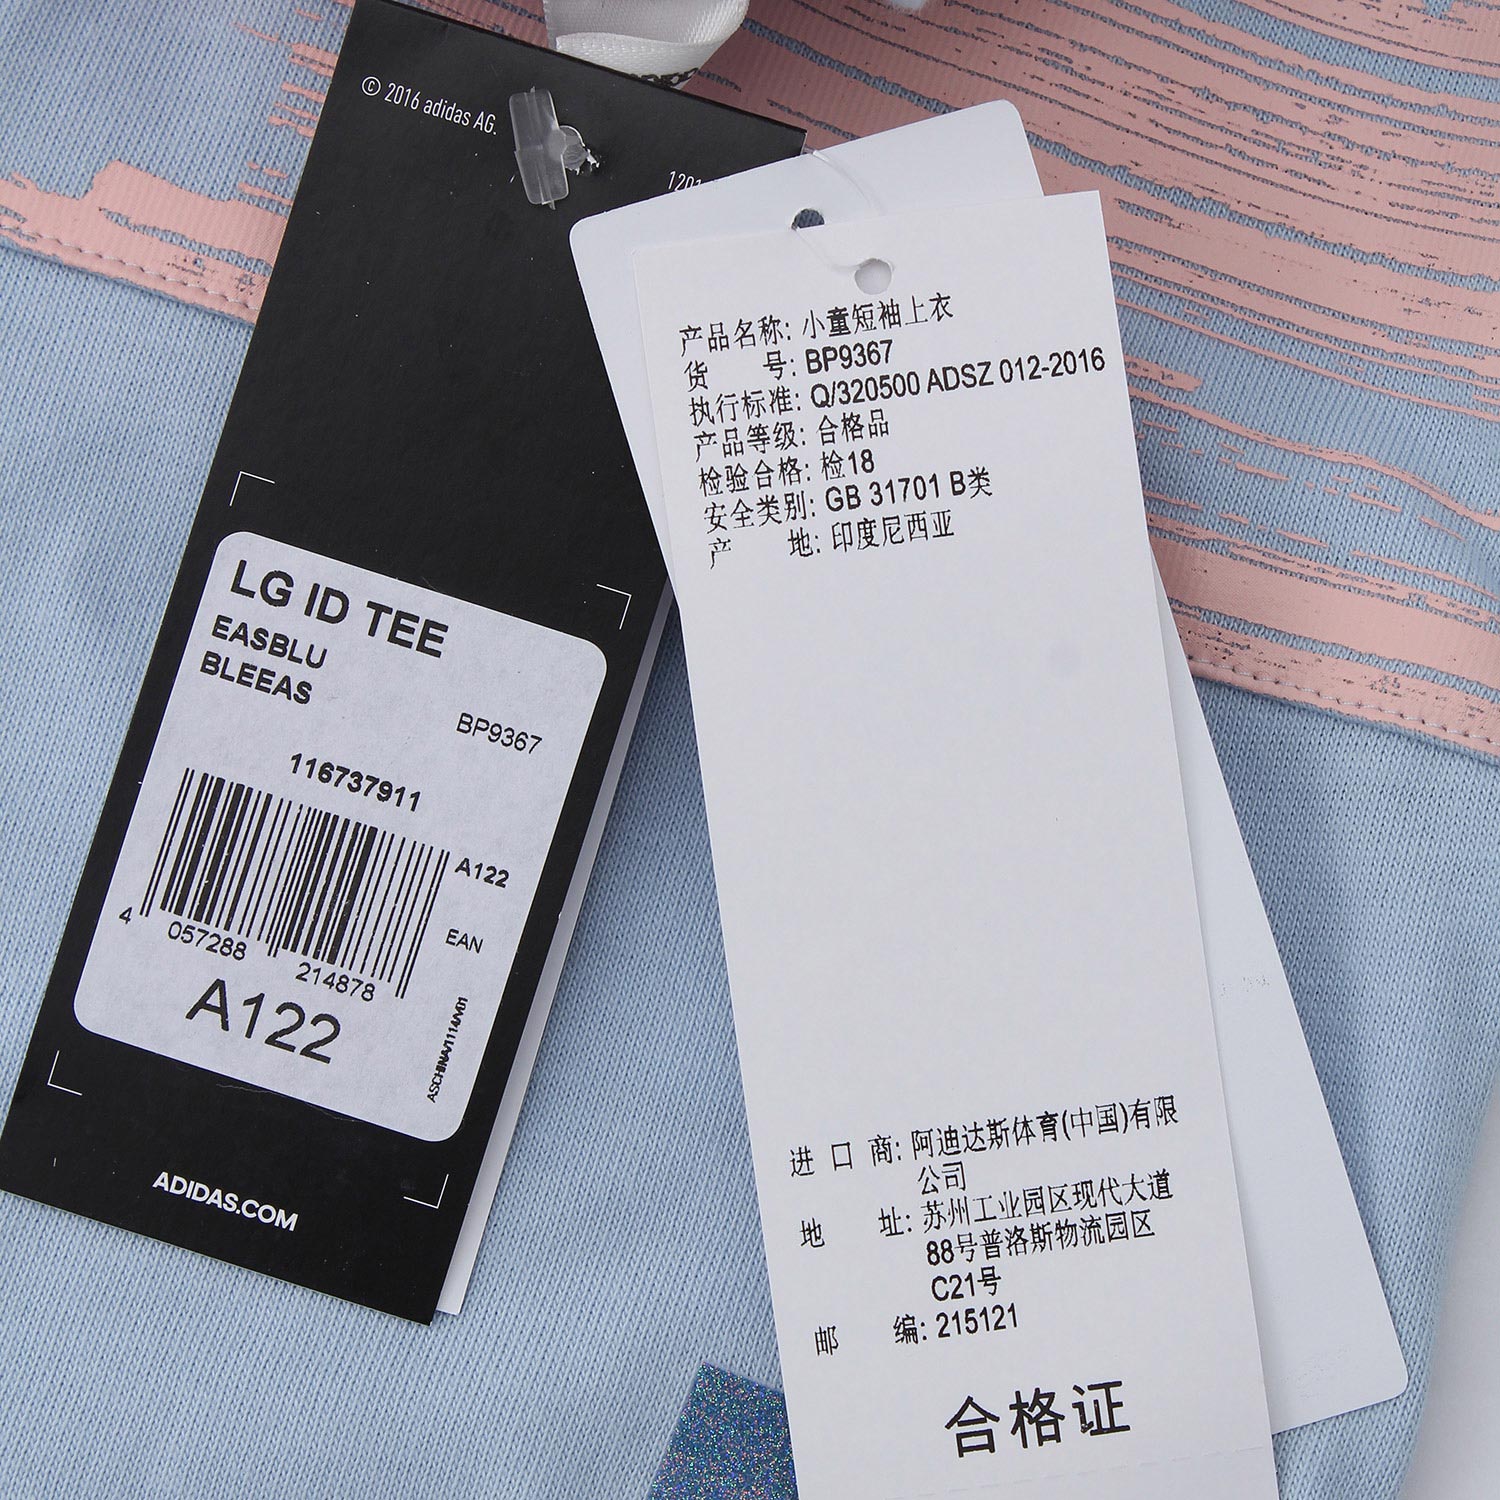 © 2016 adidas AG.
LG ID TEE
EASBLU
BLEEAS
BP9367
116737911
A122
EAN
4 057288 214878
A122
ASCHINA/1114/V01
ADIDAS.COM
产品名称: 小童短袖上衣
货 号: BP9367
执行标准: Q/320500 ADSZ 012-2016
产品等级: 合格品
检验合格: 检18
安全类别: GB 31701 B类
产 地: 印度尼西亚
进 口 商: 阿迪达斯体育(中国)有限
公司
地 址: 苏州工业园区现代大道
88号普洛斯物流园区
C21号
邮 编: 215121
合格证